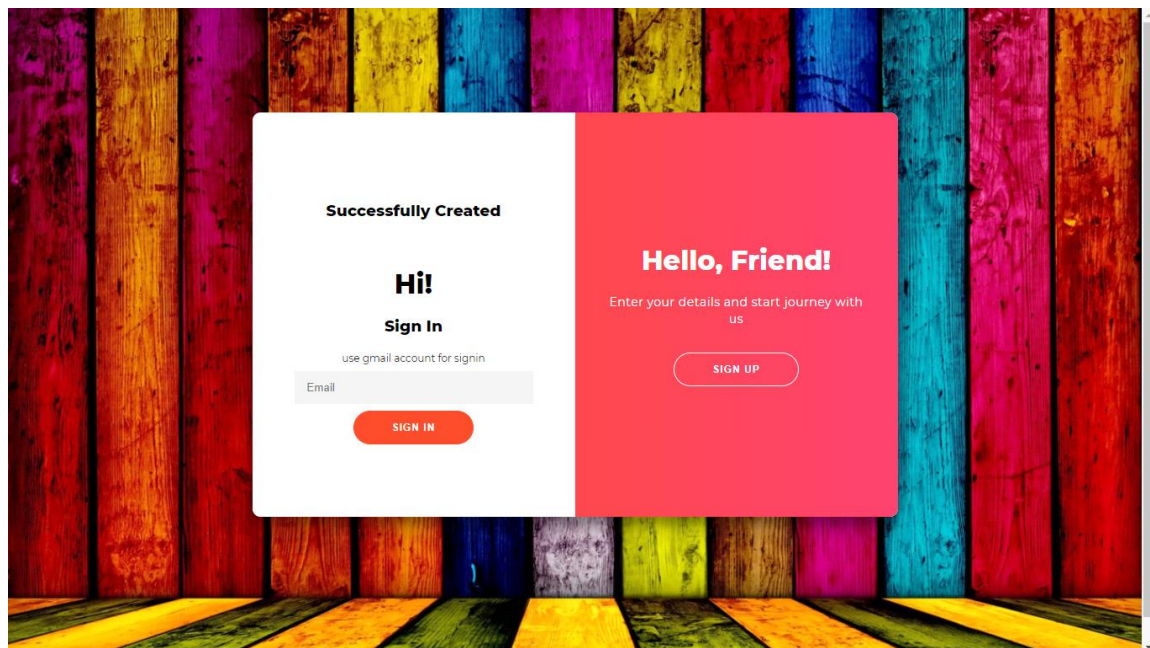 Successfully Created
Hi!
Sign In
use gmail account for signin
Email
SIGN IN
Hello, Friend!
Enter your details and start journey with
us
SIGN UP